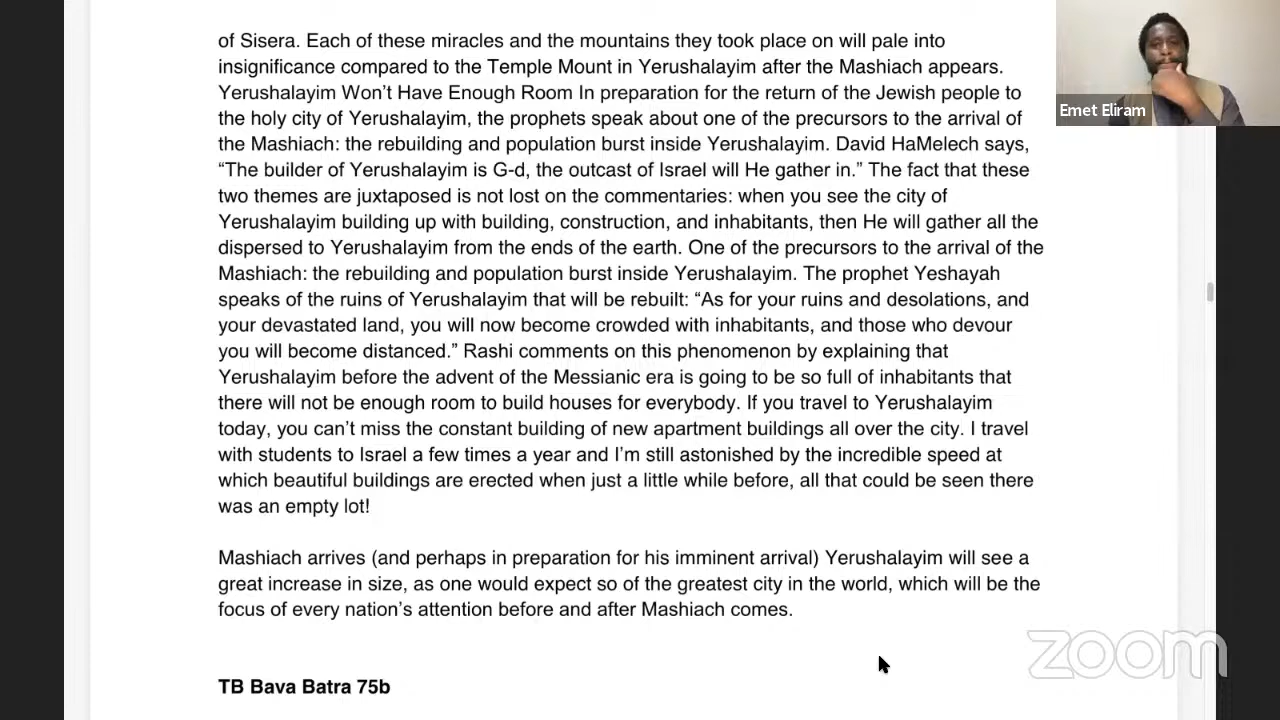 of Sisera. Each of these miracles and the mountains they took place on will pale into
insignificance compared to the Temple Mount in Yerushalayim after the Mashiach appears.
Yerushalayim Won’t Have Enough Room In preparation for the return of the Jewish people to
the holy city of Yerushalayim, the prophets speak about one of the precursors to the arrival of
the Mashiach: the rebuilding and population burst inside Yerushalayim. David HaMelech says,
“The builder of Yerushalayim is G-d, the outcast of Israel will He gather in.” The fact that these
two themes are juxtaposed is not lost on the commentaries: when you see the city of
Yerushalayim building up with building, construction, and inhabitants, then He will gather all the
dispersed to Yerushalayim from the ends of the earth. One of the precursors to the arrival of the
Mashiach: the rebuilding and population burst inside Yerushalayim. The prophet Yeshayah
speaks of the ruins of Yerushalayim that will be rebuilt: “As for your ruins and desolations, and
your devastated land, you will now become crowded with inhabitants, and those who devour
you will become distanced.” Rashi comments on this phenomenon by explaining that
Yerushalayim before the advent of the Messianic era is going to be so full of inhabitants that
there will not be enough room to build houses for everybody. If you travel to Yerushalayim
today, you can’t miss the constant building of new apartment buildings all over the city. I travel
with students to Israel a few times a year and I’m still astonished by the incredible speed at
which beautiful buildings are erected when just a little while before, all that could be seen there
was an empty lot!
Mashiach arrives (and perhaps in preparation for his imminent arrival) Yerushalayim will see a
great increase in size, as one would expect so of the greatest city in the world, which will be the
focus of every nation’s attention before and after Mashiach comes.
TB Bava Batra 75b
Emet Eliram
zoom